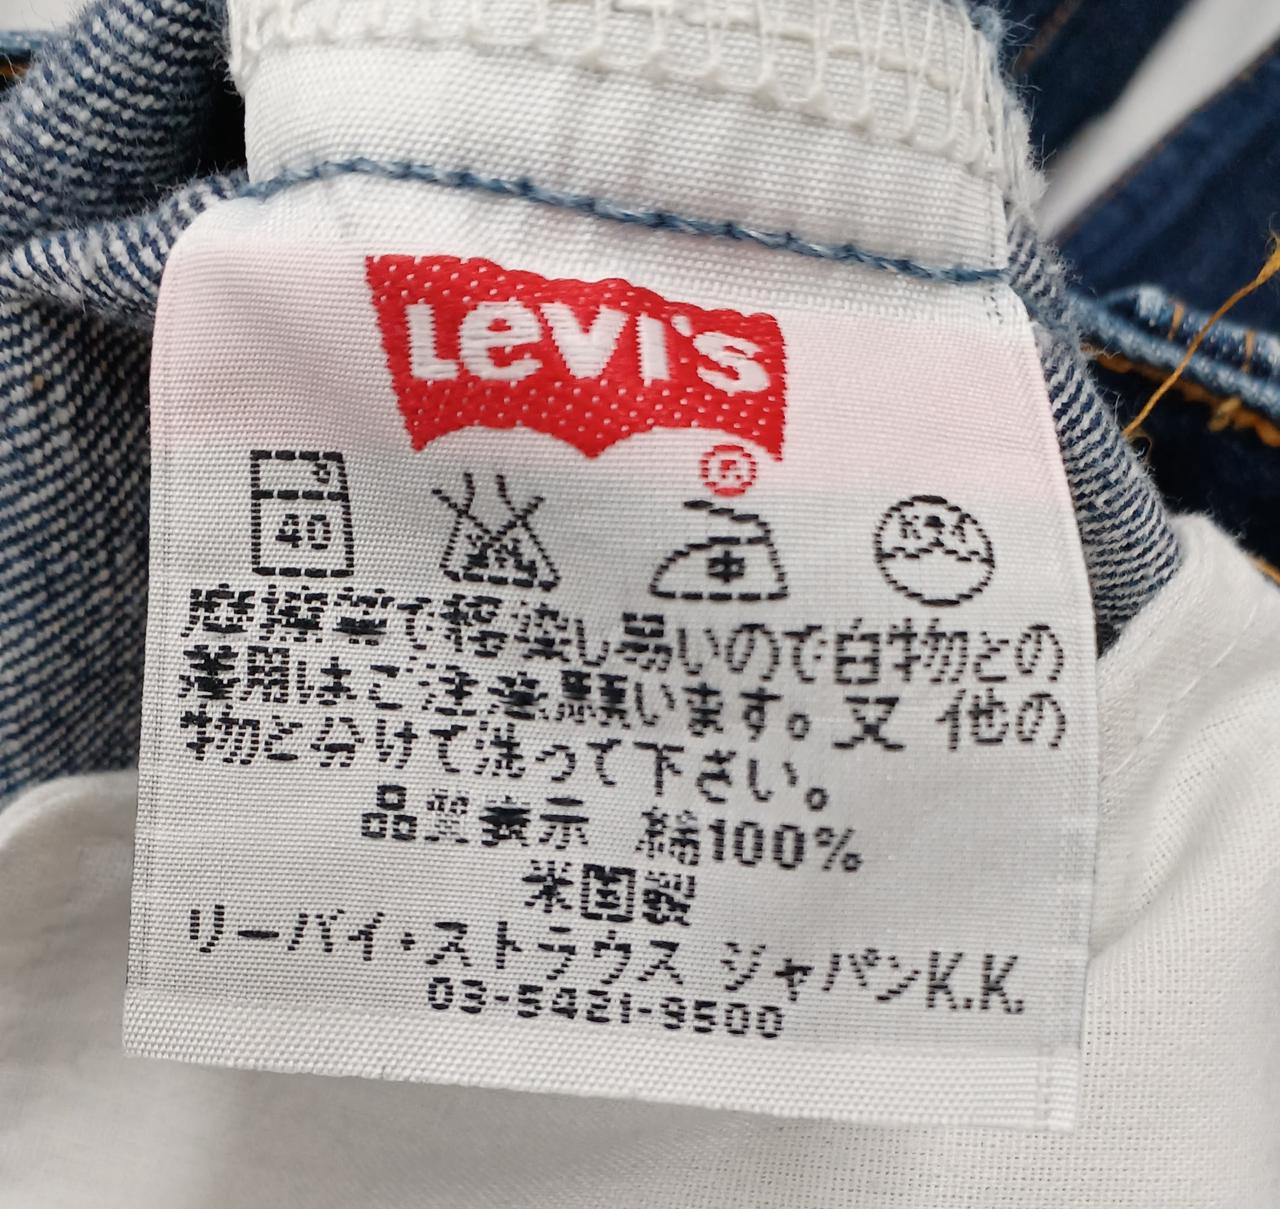 Levi's
®
40
摩擦等で移染し易いので白物との
着用はご注意願います。又 他の
物と分けて洗って下さい。
品質表示 綿100%
米国製
リーバイ・ストラウス ジャパンK.K.
03-5421-9500